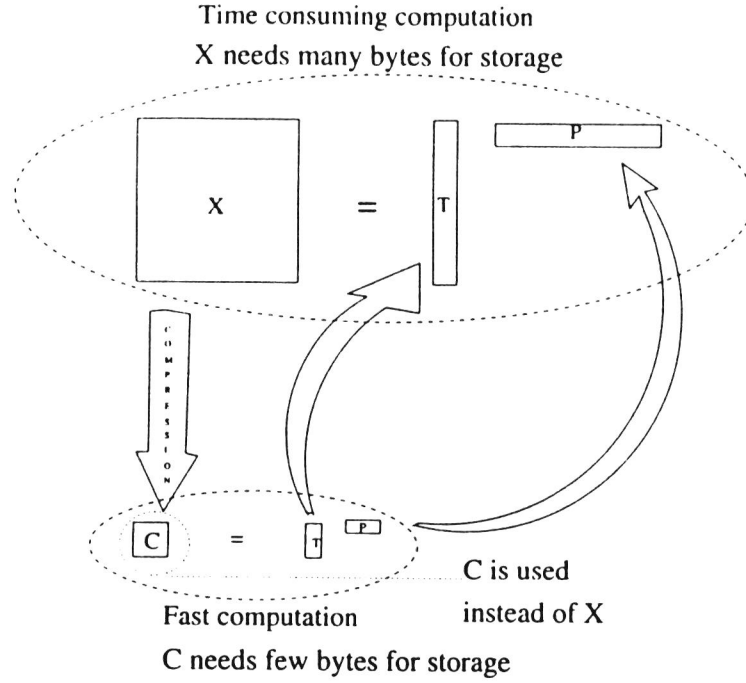 Time consuming computation
X needs many bytes for storage
P
X
=
T
COMPRESSION
C
=
T
P
C is used
instead of X
Fast computation
C needs few bytes for storage